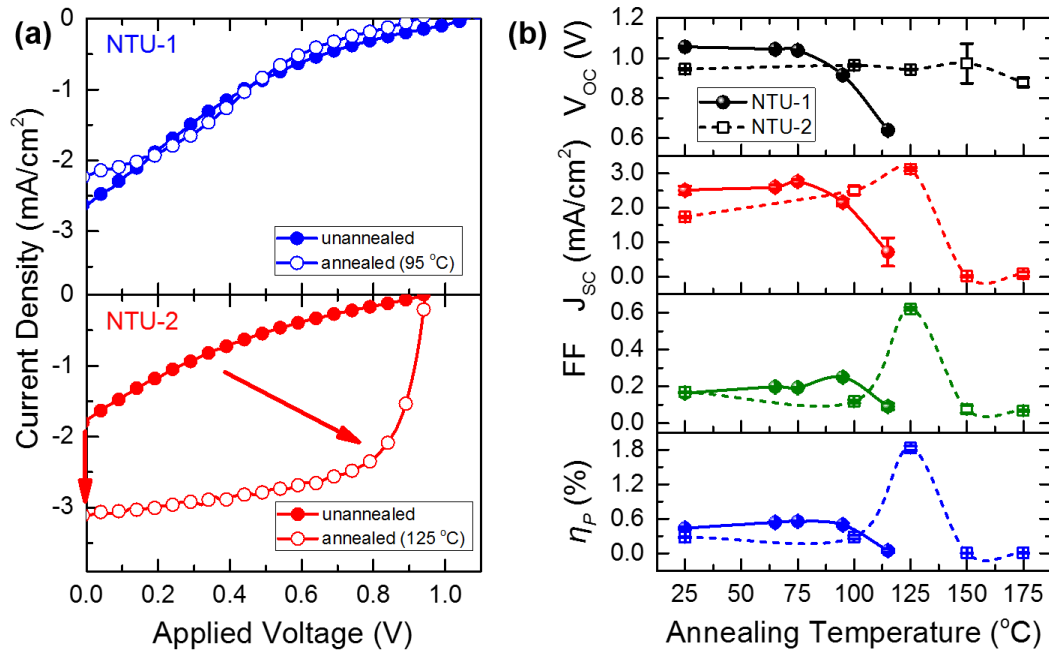 (a)
NTU-1
0
-1
-2
-3
unannealed
annealed (95 °C)
NTU-2
0
-1
-2
-3
unannealed
annealed (125 °C)
Current Density (mA/cm²)
0.0 0.2 0.4 0.6 0.8 1.0
Applied Voltage (V)
(b)
1.2
1.0
0.8
0.6
V_OC (V)
NTU-1
NTU-2
3.0
2.0
1.0
0.0
J_SC (mA/cm²)
0.6
0.4
0.2
0.0
FF
1.8
1.2
0.6
0.0
η_P (%)
25 50 75 100 125 150 175
Annealing Temperature (°C)